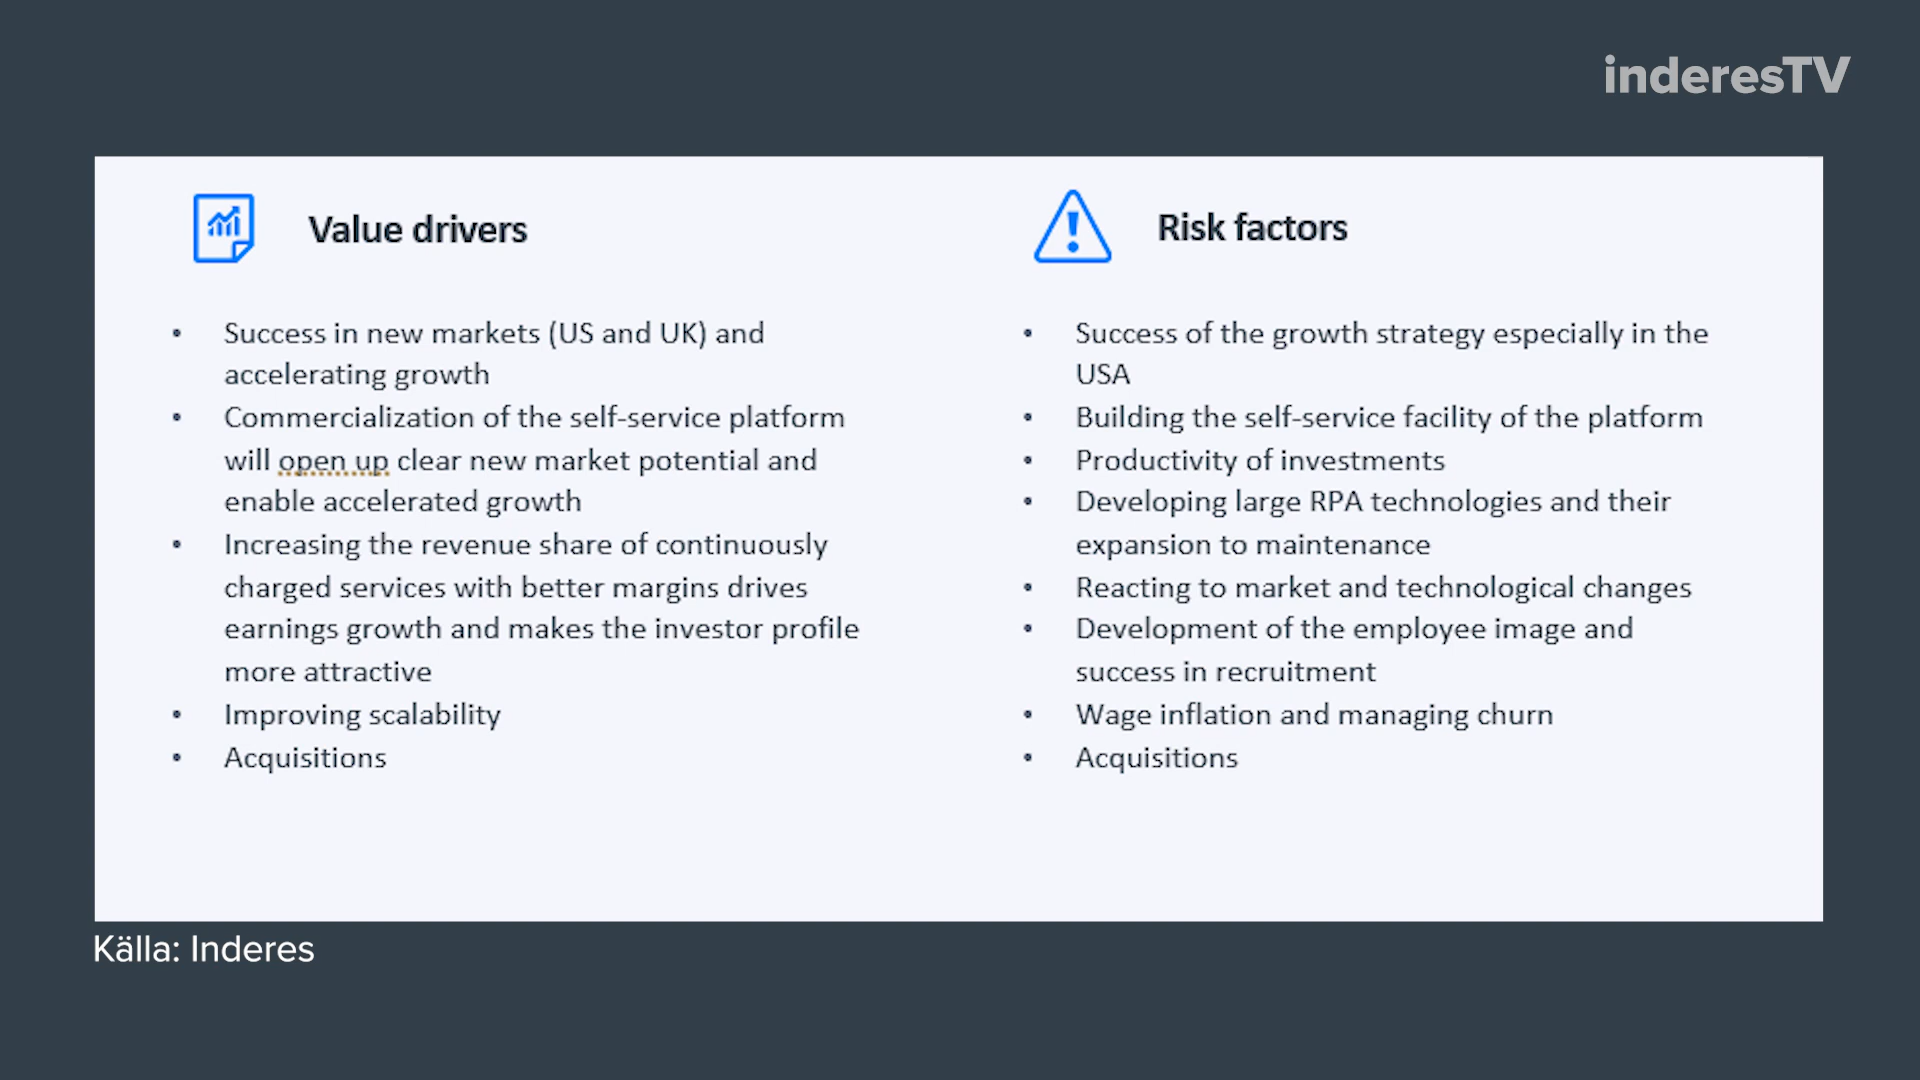 inderesTV
Value drivers
Success in new markets (US and UK) and
accelerating growth
Commercialization of the self-service platform
will open up clear new market potential and
enable accelerated growth
Increasing the revenue share of continuously
charged services with better margins drives
earnings growth and makes the investor profile
more attractive
Improving scalability
Acquisitions
Risk factors
Success of the growth strategy especially in the
USA
Building the self-service facility of the platform
Productivity of investments
Developing large RPA technologies and their
expansion to maintenance
Reacting to market and technological changes
Development of the employee image and
success in recruitment
Wage inflation and managing churn
Acquisitions
Källa: Inderes